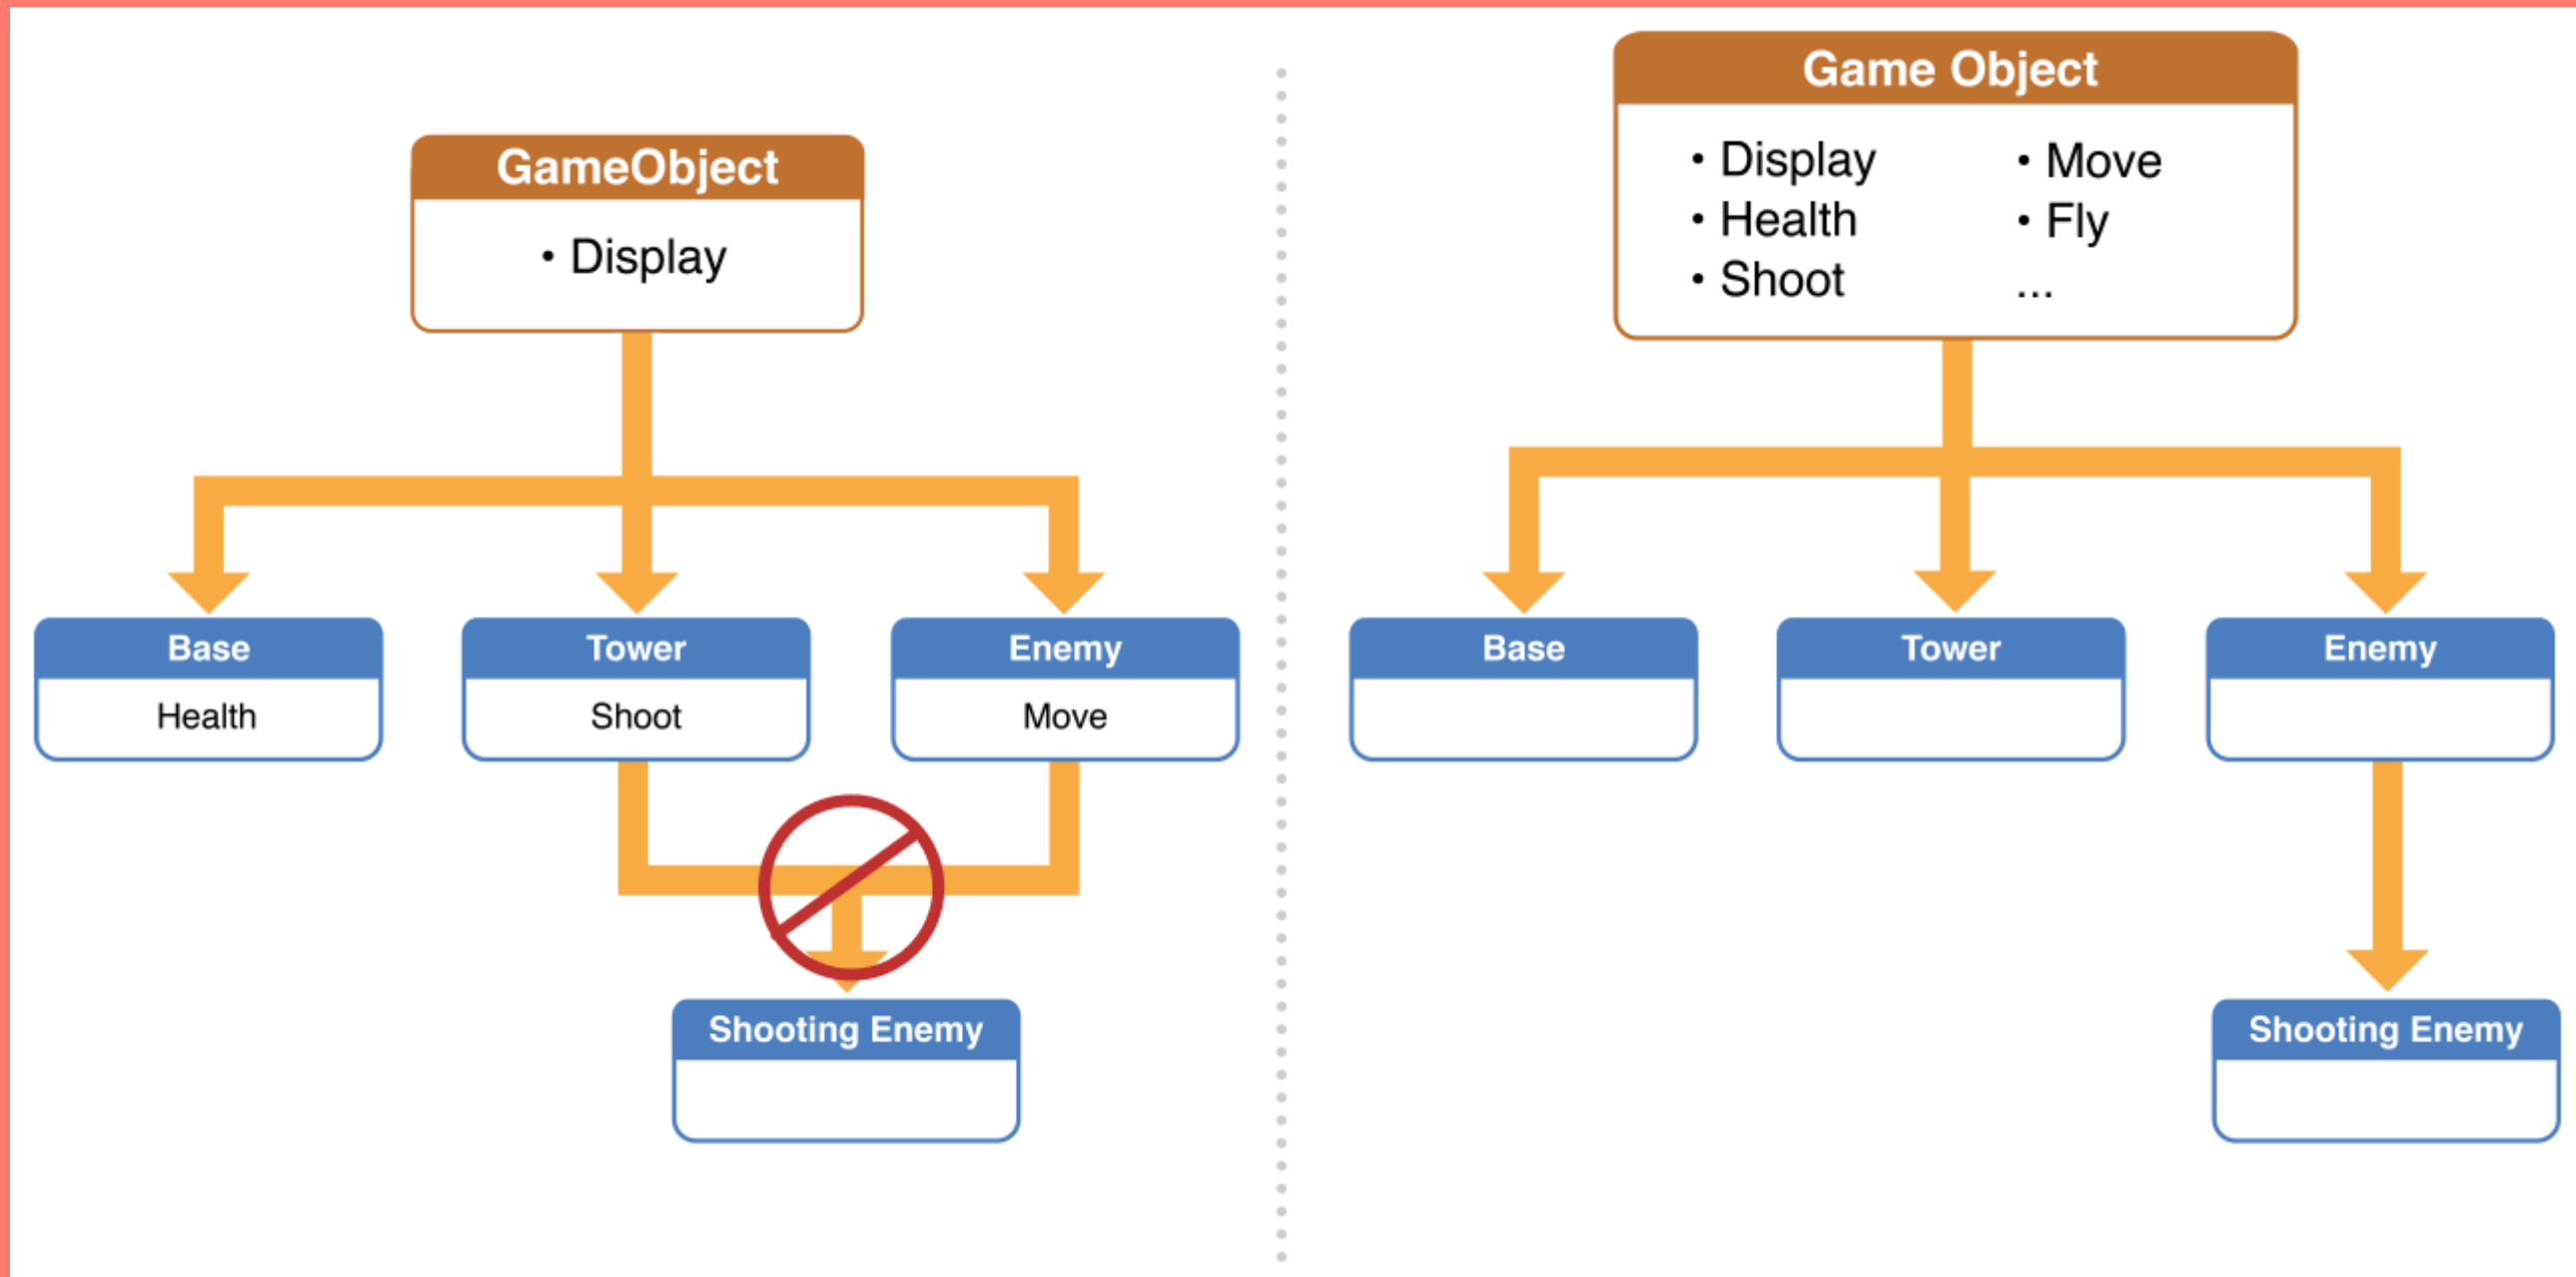 GameObject
• Display
Base
Health
Tower
Shoot
Enemy
Move
Shooting Enemy
Game Object
• Display
• Health
• Shoot
• Move
• Fly
...
Base
Tower
Enemy
Shooting Enemy